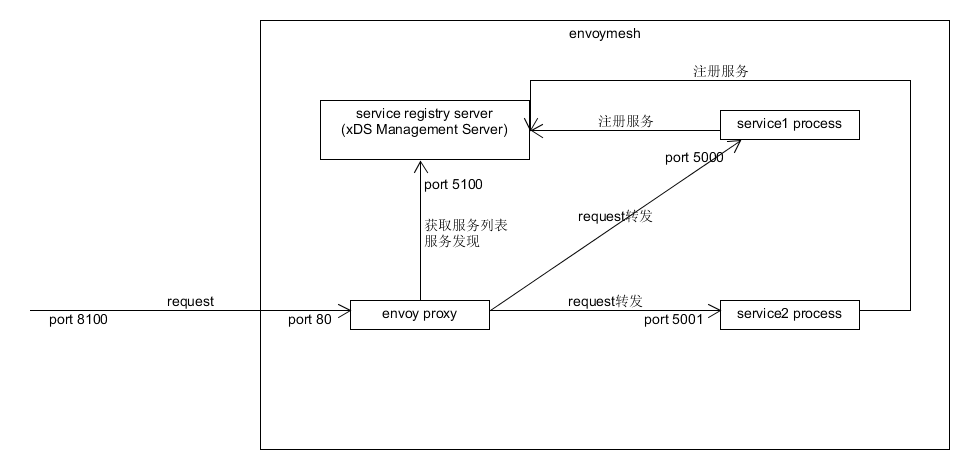 envoymesh
注册服务
service registry server
(xDS Management Server)
注册服务
service1 process
port 5000
port 5100
request转发
获取服务列表
服务发现
request
request转发
port 8100
port 80
envoy proxy
port 5001
service2 process